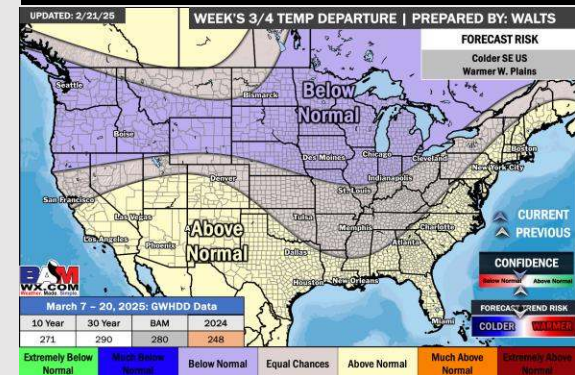 UPDATED: 2/21/25
WEEK'S 3/4 TEMP DEPARTURE | PREPARED BY: WALTS
FORECAST RISK
Colder SE US
Warmer W. Plains
Seattle
Bismarck
Below
Normal
Boise
Des Moines
Chicago
Cleveland
Boston
New York City
Indianapolis
Denver
St. Louis
San Francisco
Las Vegas
Tulsa
Memphis
Charlotte
Los Angeles
Phoenix
Above
Normal
Dallas
Atlanta
Houston
New Orleans
Miami
CURRENT
PREVIOUS
CONFIDENCE
Below Normal Above Normal
FORECAST TREND RISK
COLDER WARMER
BAM
WX.COM
Weather. Made. Simple.
March 7 – 20, 2025: GWHDD Data
10 Year 30 Year BAM 2024
271 290 280 248
Extremely Below Normal
Much Below Normal
Below Normal
Equal Chances
Above Normal
Much Above Normal
Extremely Above Normal